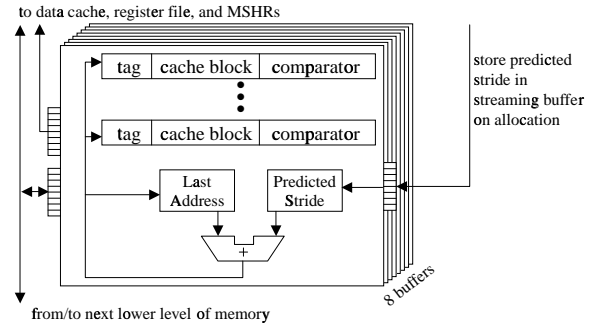 to data cache, register file, and MSHRs
tag cache block comparator
tag cache block comparator
store predicted
stride in
streaming buffer
on allocation
Last
Address
Predicted
Stride
+
8 buffers
from/to next lower level of memory